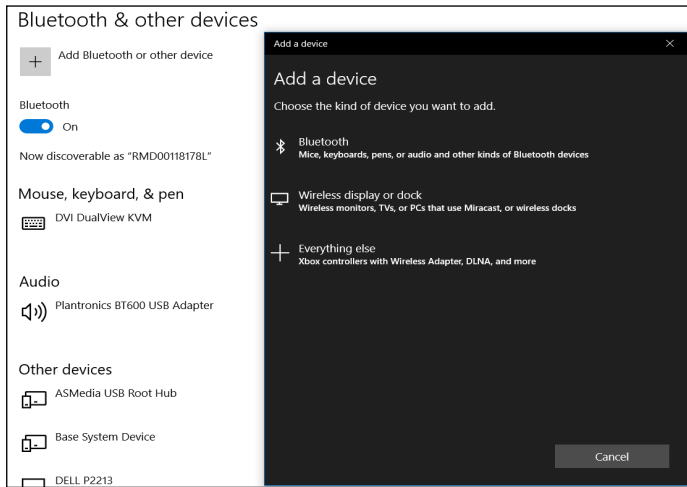 Bluetooth & other devices
Add Bluetooth or other device
Bluetooth
On
Now discoverable as “RMD00118178L”
Mouse, keyboard, & pen
DVI DualView KVM
Audio
Plantronics BT600 USB Adapter
Other devices
ASMedia USB Root Hub
Base System Device
DELL P2213
Add a device
Add a device
Choose the kind of device you want to add.
Bluetooth
Mice, keyboards, pens, or audio and other kinds of Bluetooth devices
Wireless display or dock
Wireless monitors, TVs, or PCs that use Miracast, or wireless docks
Everything else
Xbox controllers with Wireless Adapter, DLNA, and more
Cancel